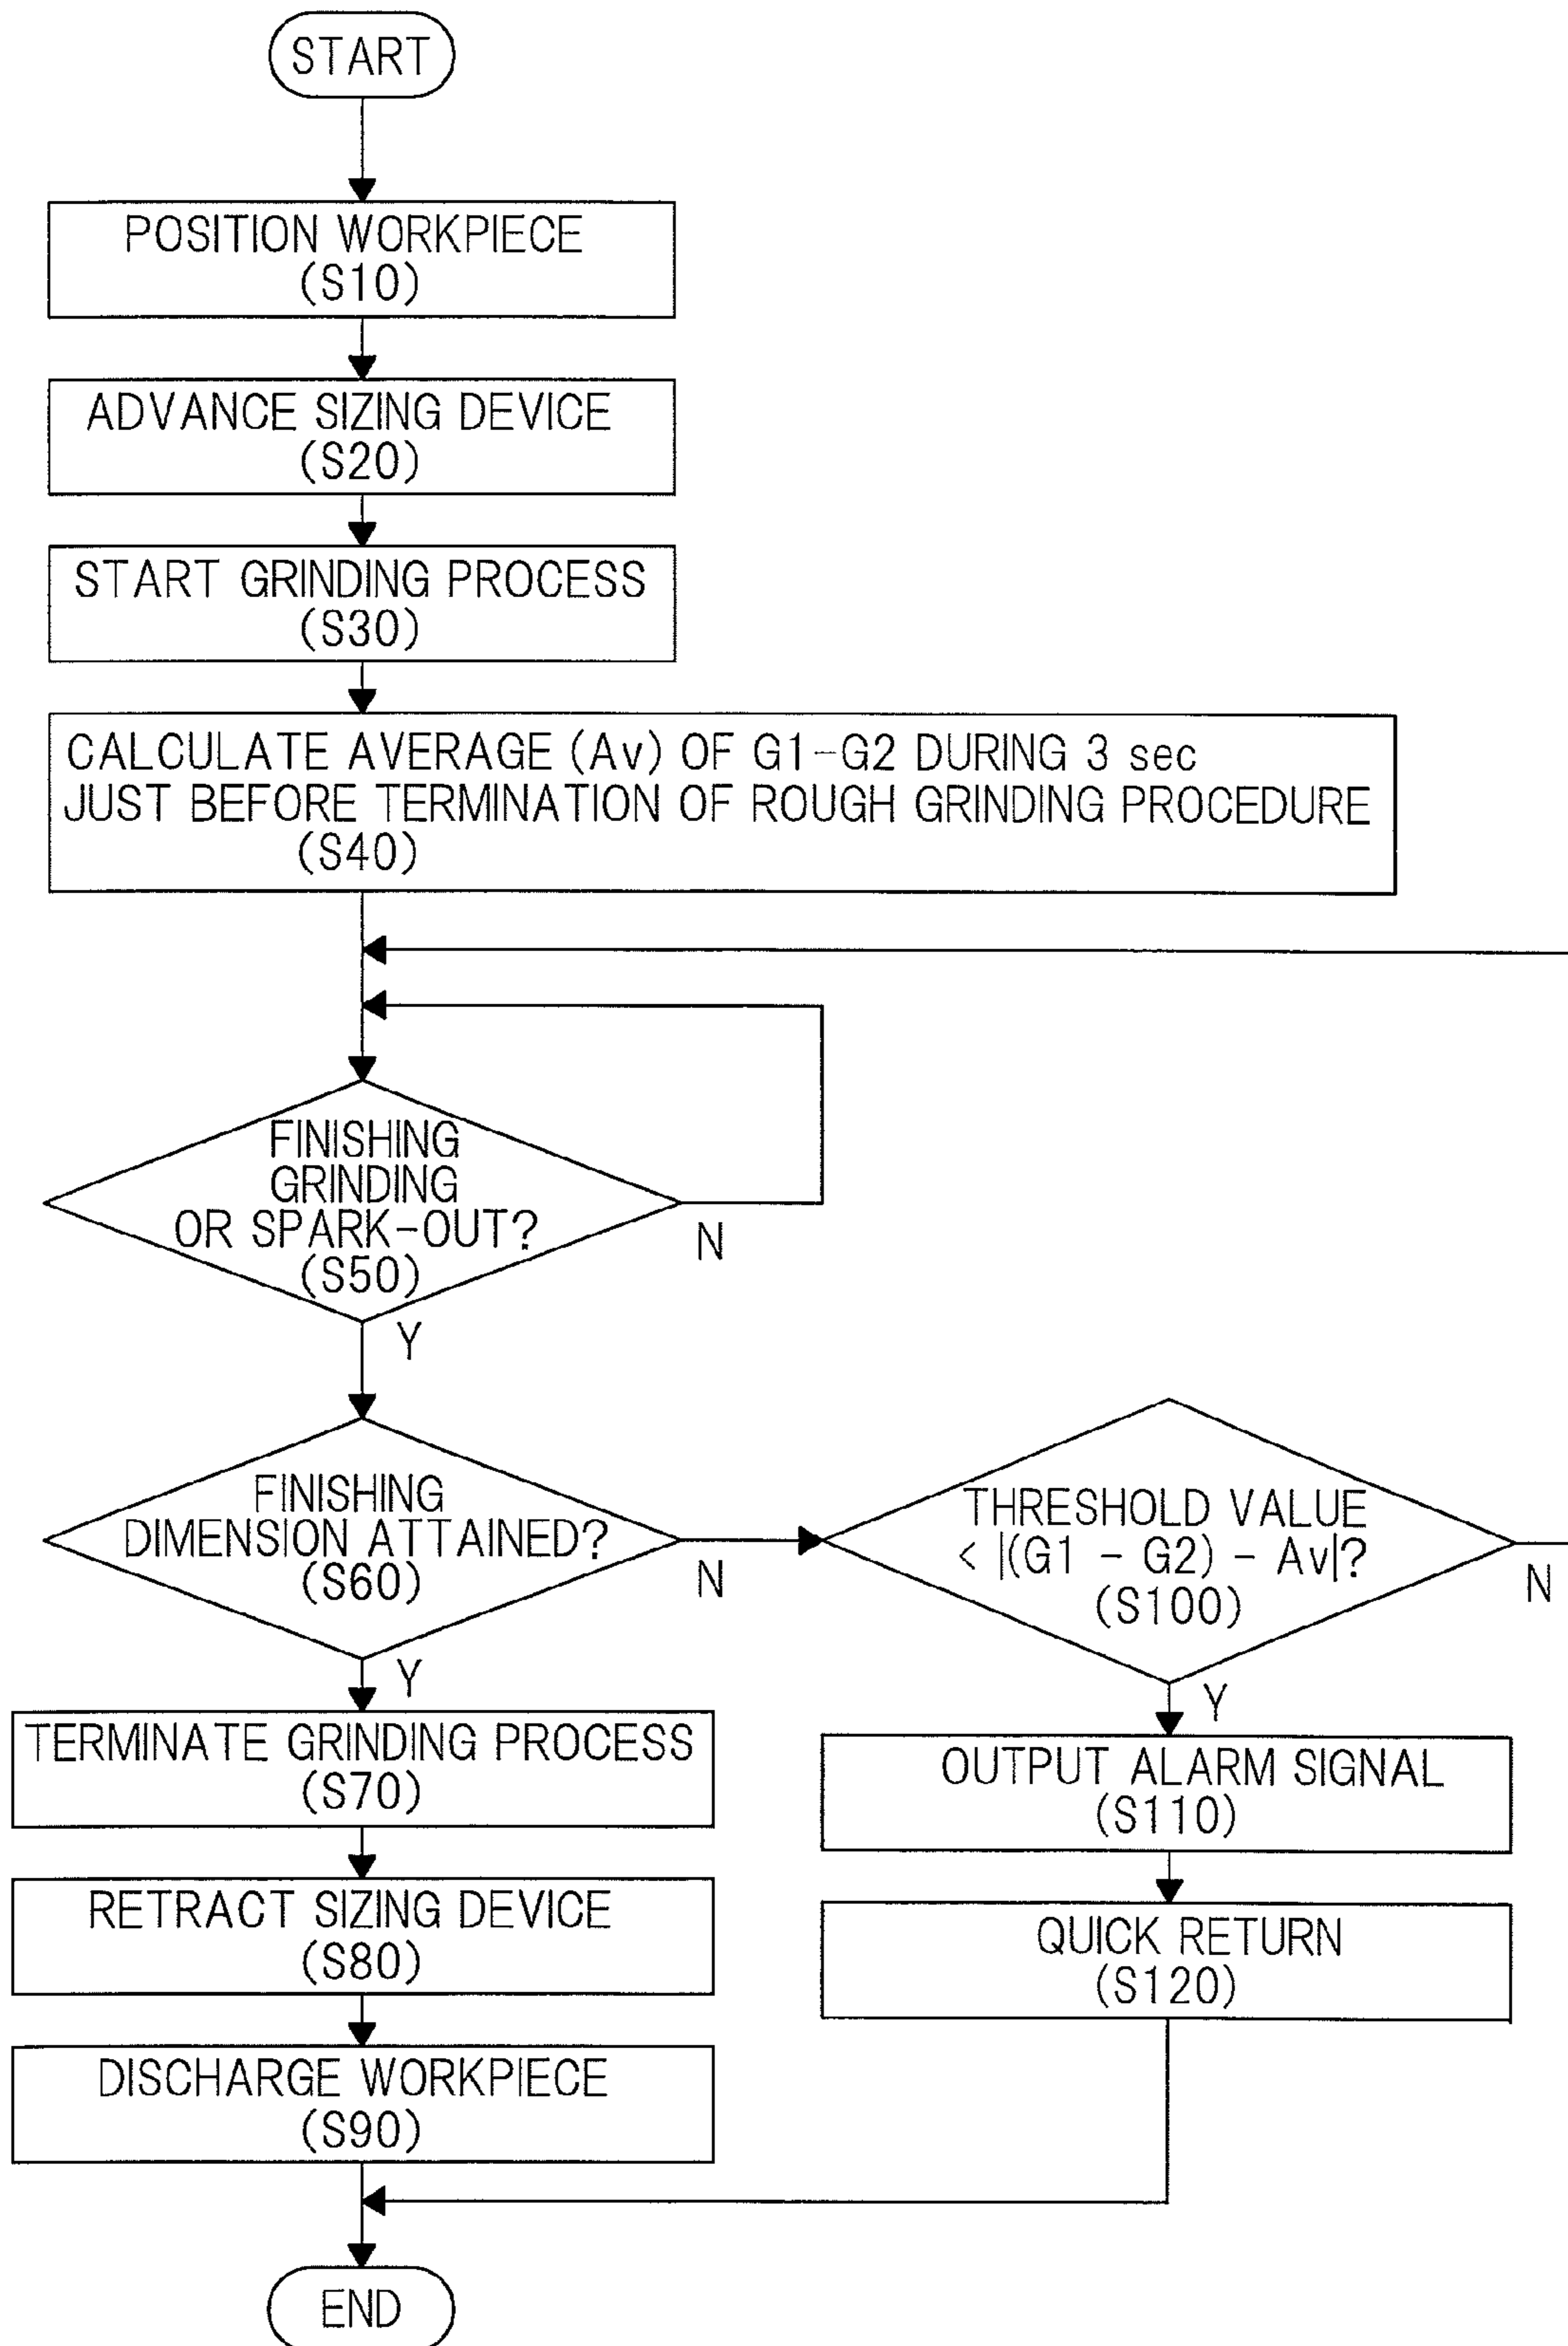 START
POSITION WORKPIECE
(S10)
ADVANCE SIZING DEVICE
(S20)
START GRINDING PROCESS
(S30)
CALCULATE AVERAGE (Av) OF G1-G2 DURING 3 sec
JUST BEFORE TERMINATION OF ROUGH GRINDING PROCEDURE
(S40)
FINISHING
GRINDING
OR SPARK-OUT?
(S50)
N
Y
FINISHING
DIMENSION ATTAINED?
(S60)
N
Y
THRESHOLD VALUE
< |(G1 - G2) - Av|?
(S100)
N
Y
TERMINATE GRINDING PROCESS
(S70)
OUTPUT ALARM SIGNAL
(S110)
RETRACT SIZING DEVICE
(S80)
QUICK RETURN
(S120)
DISCHARGE WORKPIECE
(S90)
END